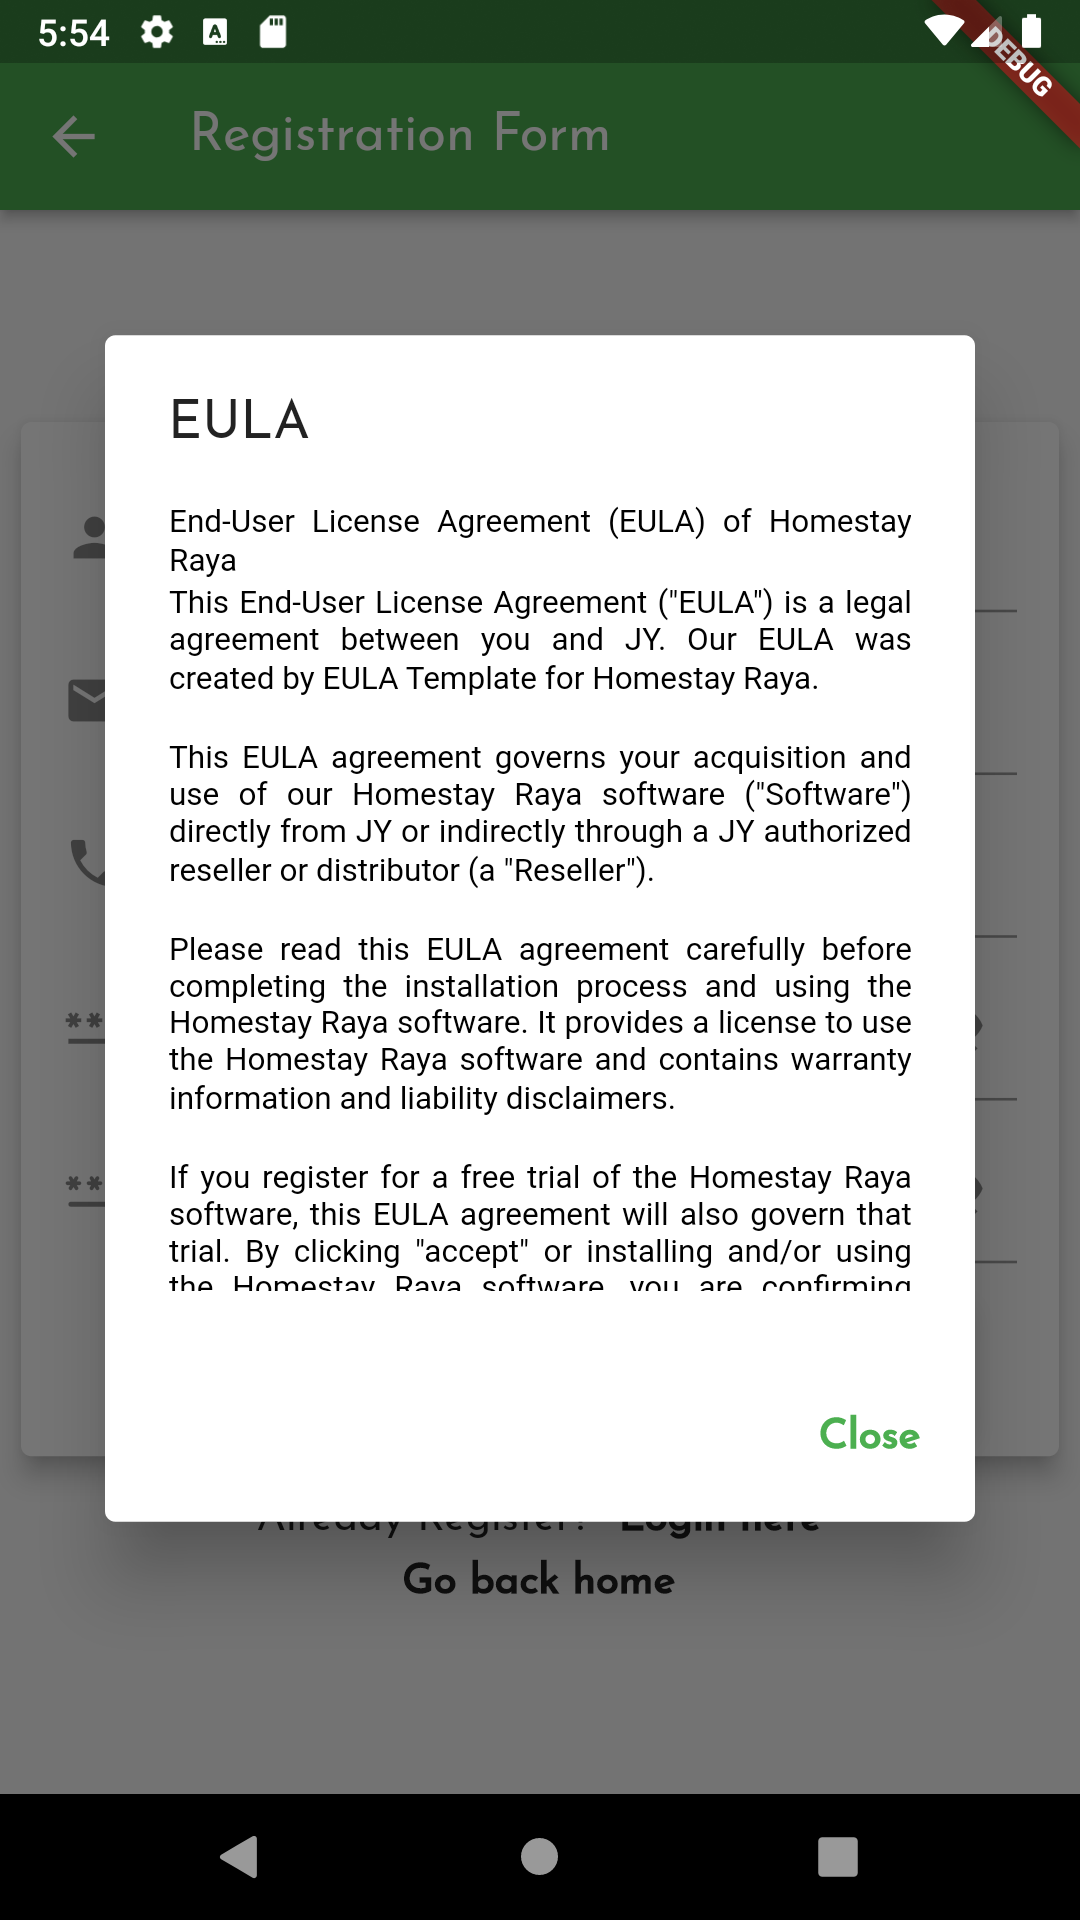 5:54
DEBUG
Registration Form
EULA
End-User License Agreement (EULA) of Homestay
Raya
This End-User License Agreement ("EULA") is a legal
agreement between you and JY. Our EULA was
created by EULA Template for Homestay Raya.
This EULA agreement governs your acquisition and
use of our Homestay Raya software ("Software")
directly from JY or indirectly through a JY authorized
reseller or distributor (a "Reseller").
Please read this EULA agreement carefully before
completing the installation process and using the
Homestay Raya software. It provides a license to use
the Homestay Raya software and contains warranty
information and liability disclaimers.
If you register for a free trial of the Homestay Raya
software, this EULA agreement will also govern that
trial. By clicking "accept" or installing and/or using
the Homestay Raya software, you are confirming
Close
Already Register? Login here
Go back home